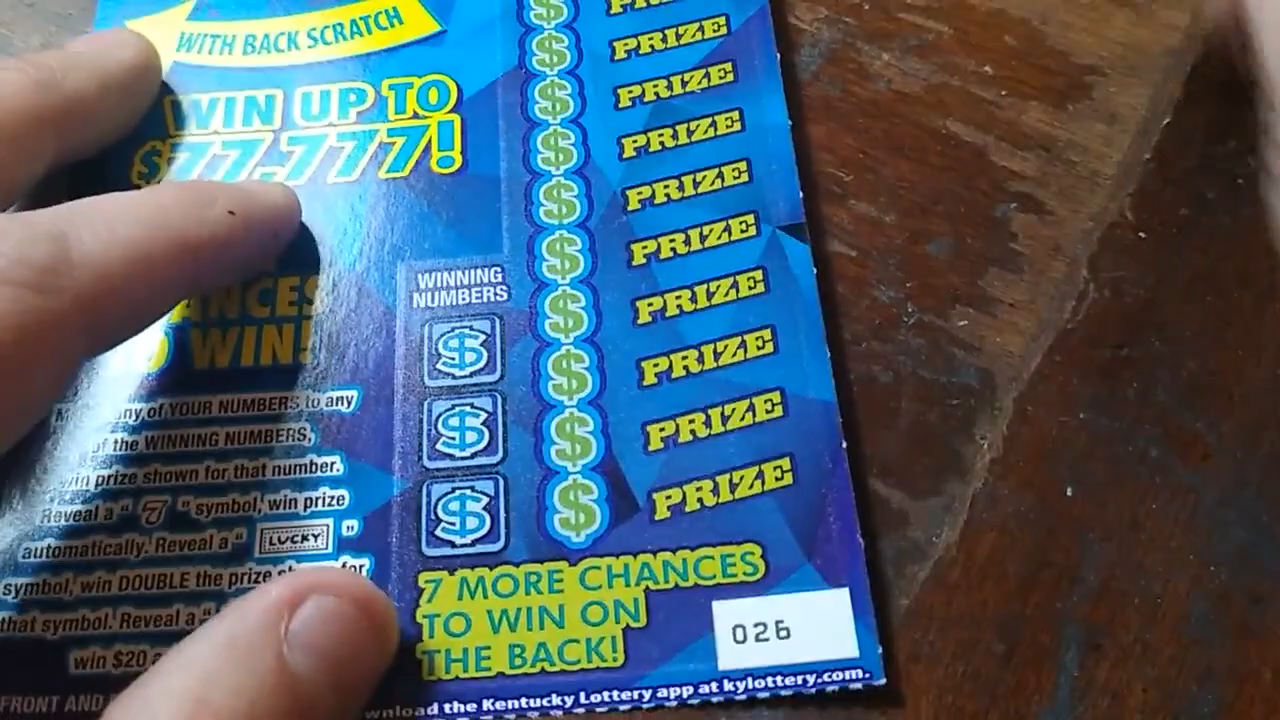 WITH BACK SCRATCH
WIN UP TO
$77,777!
WIN!
any of YOUR NUMBERS to any
of the WINNING NUMBERS,
win prize shown for that number.
Reveal a " 7 " symbol, win prize
automatically. Reveal a " LUCKY "
symbol, win DOUBLE the prize for
that symbol. Reveal a "
win $20
FRONT AND
WINNING
NUMBERS
$
$
$
$
$
$
$
$
$
$
$
$
$
$
PRIZE
PRIZE
PRIZE
PRIZE
PRIZE
PRIZE
PRIZE
PRIZE
PRIZE
7 MORE CHANCES
TO WIN ON
THE BACK!
026
the Kentucky Lottery app at kylottery.com.